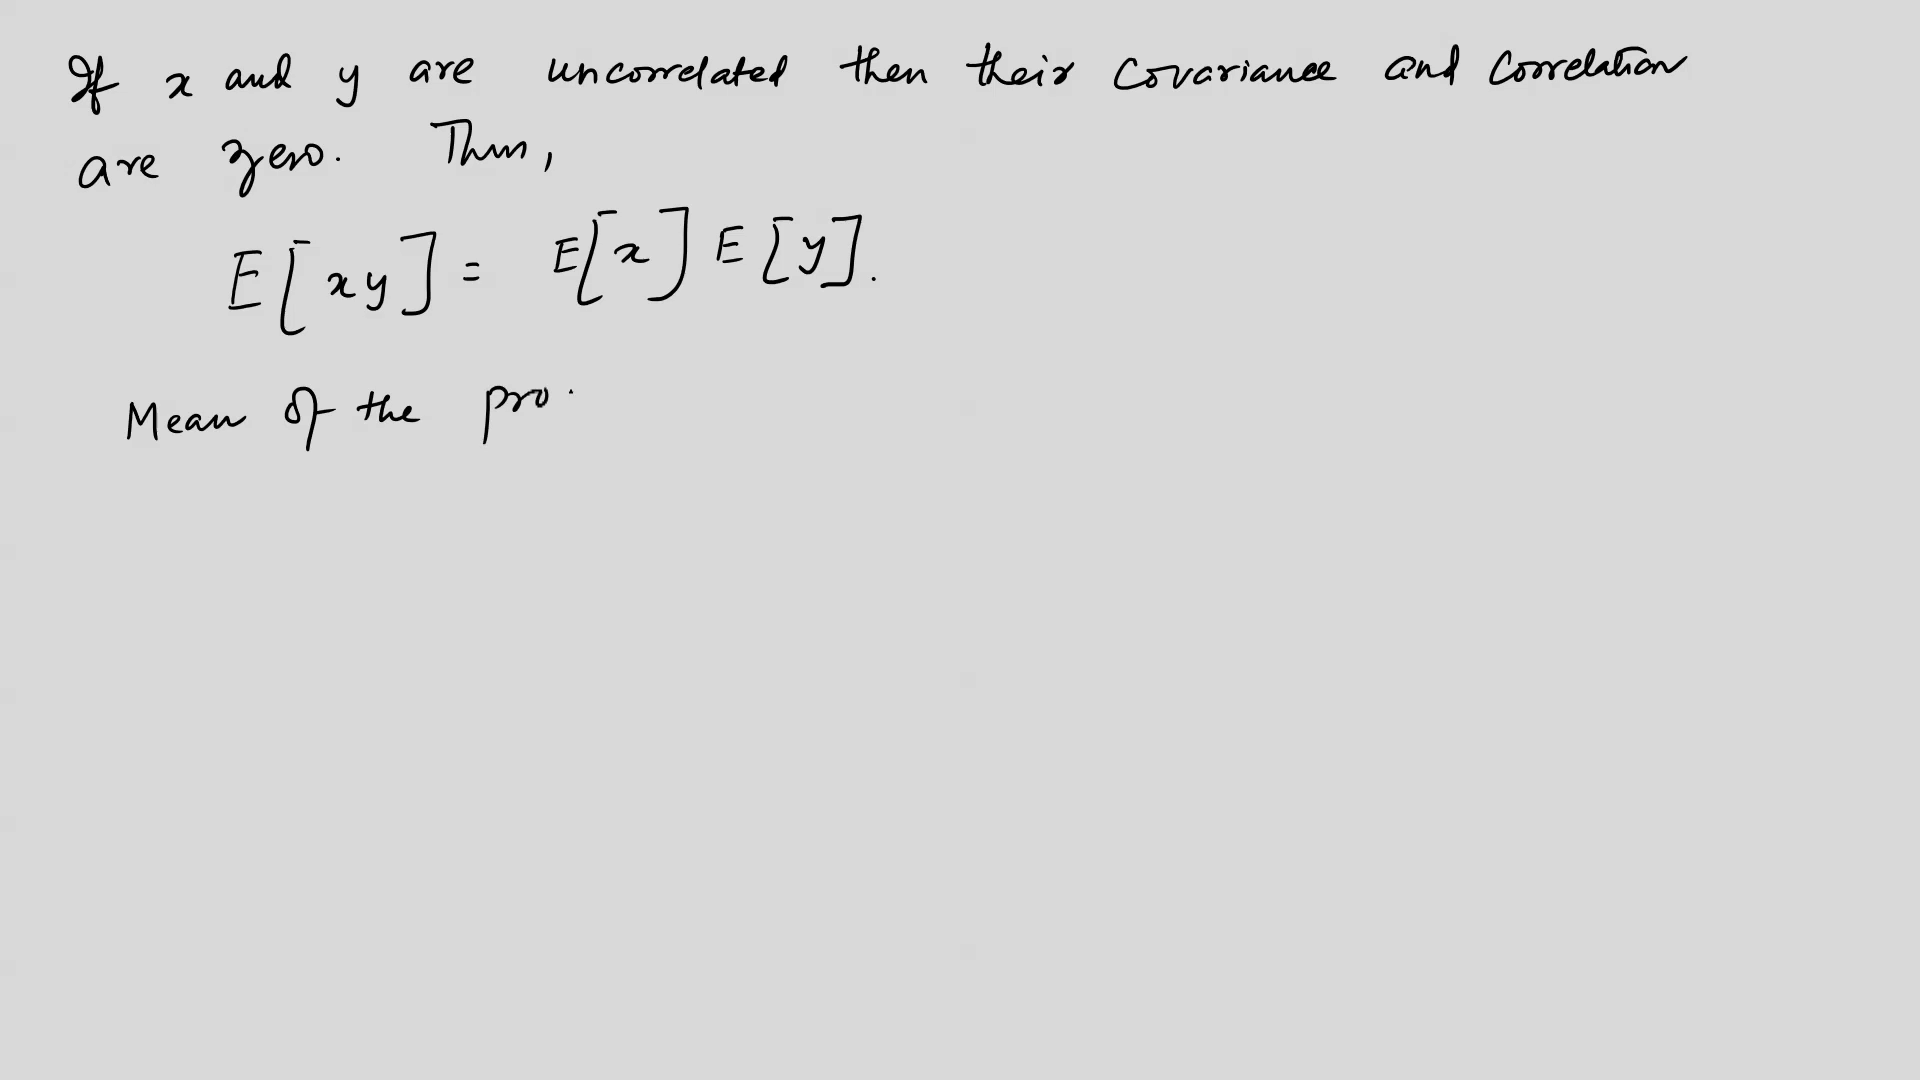 If x and y are uncorrelated then their covariance and correlation
are zero. Thus,
E[xy] = E[x] E[y].
Mean of the pro